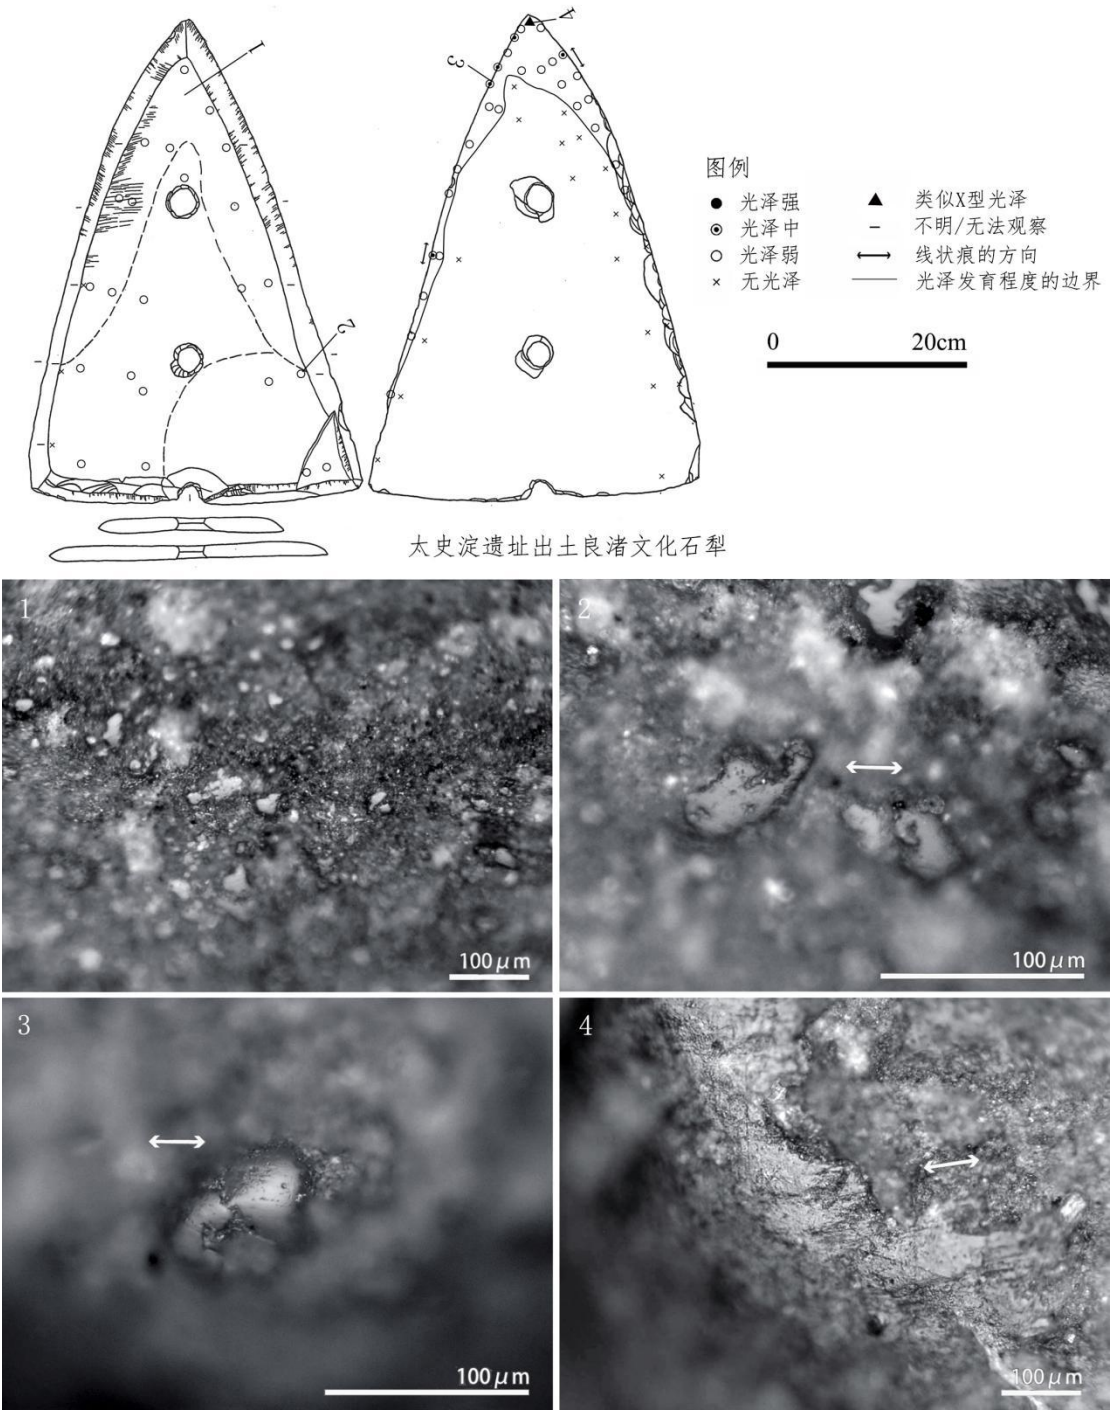 1
2
3
4
图例
● 光泽强
◉ 光泽中
○ 光泽弱
× 无光泽
▲ 类似X型光泽
- 不明/无法观察
↔ 线状痕的方向
— 光泽发育程度的边界
0 20cm
太史淀遗址出土良渚文化石犁
1
100μm
2
100μm
3
100μm
4
100μm